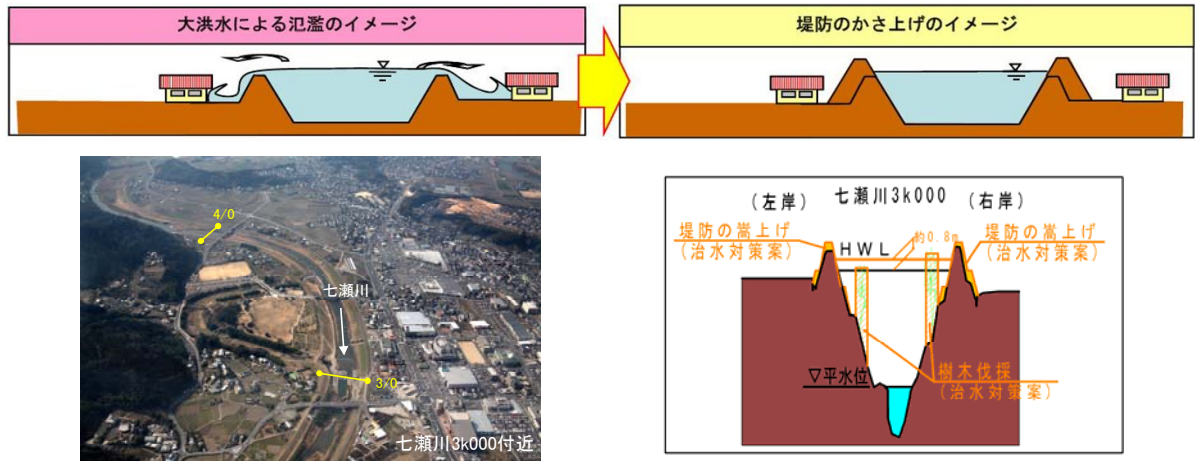 大洪水による氾濫のイメージ
堤防のかさ上げのイメージ
4/0
七瀬川
3/0
七瀬川3k000付近
(左岸) 七瀬川3k000 (右岸)
堤防の嵩上げ
(治水対策案)
HWL
約0.8m
堤防の嵩上げ
(治水対策案)
▽平水位
樹木伐採
(治水対策案)